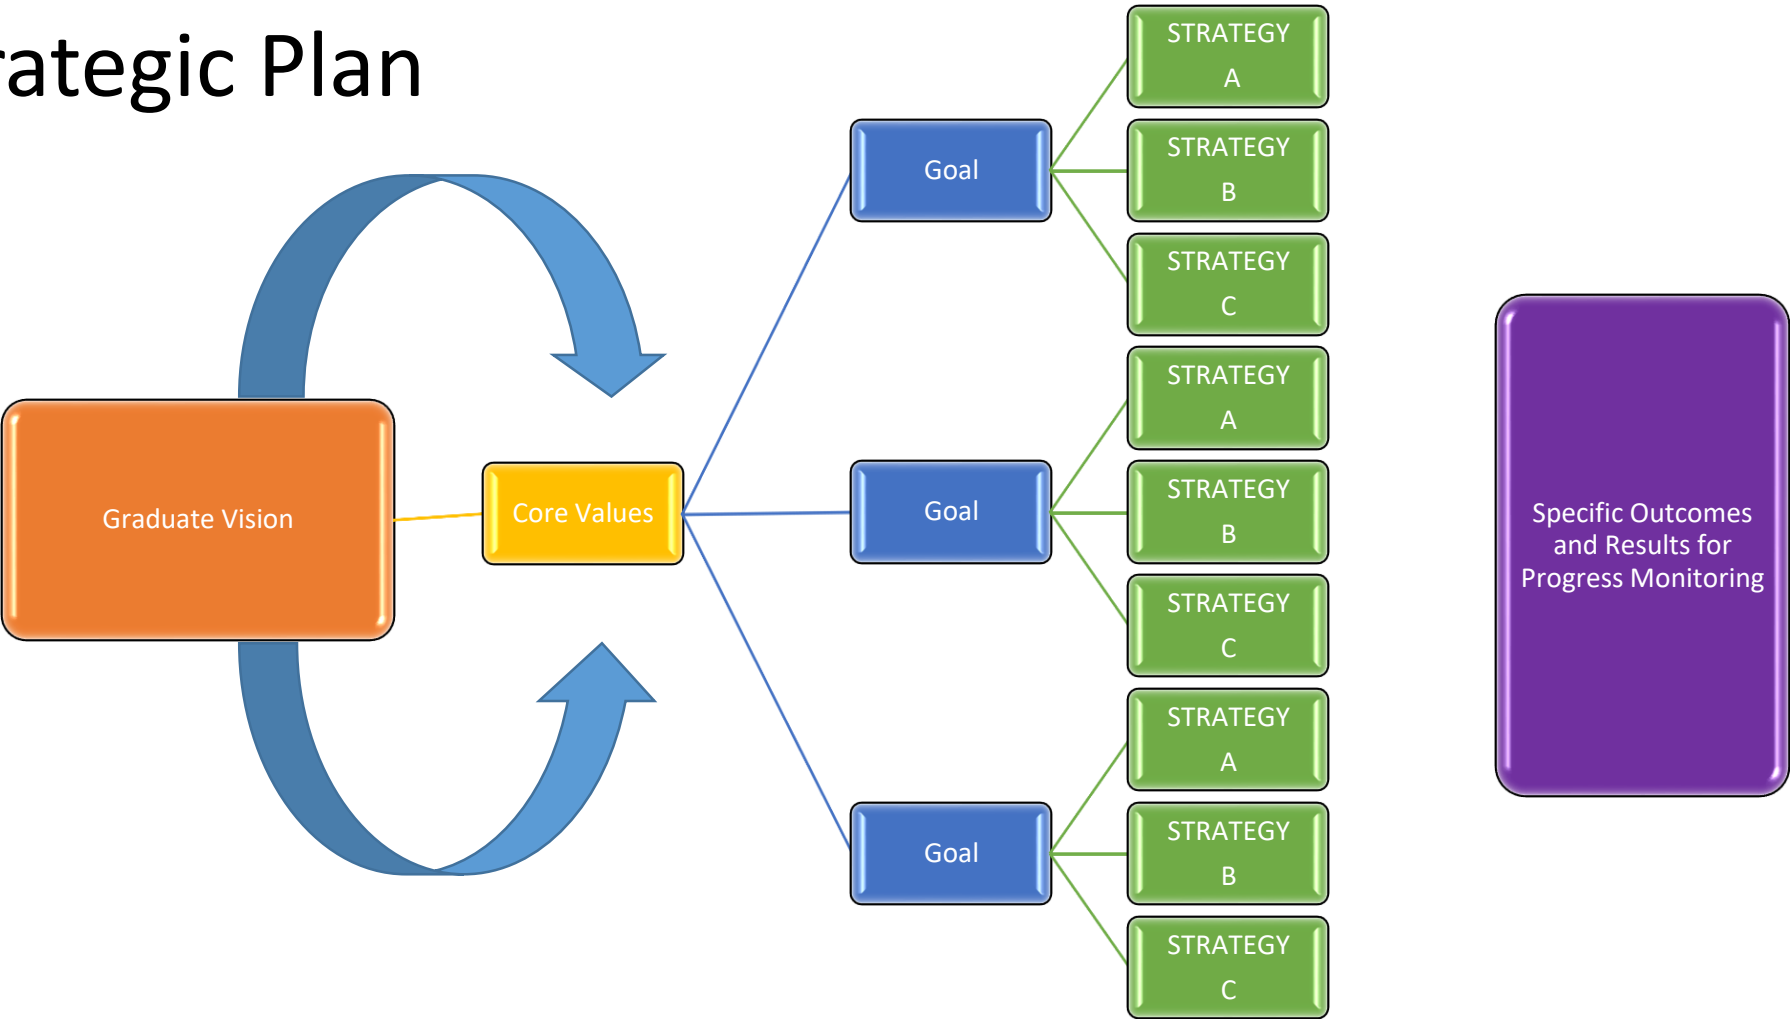 rategic Plan
Graduate Vision
Core Values
Goal
STRATEGY
A
STRATEGY
B
STRATEGY
C
Goal
STRATEGY
A
STRATEGY
B
STRATEGY
C
Goal
STRATEGY
A
STRATEGY
B
STRATEGY
C
Specific Outcomes
and Results for
Progress Monitoring